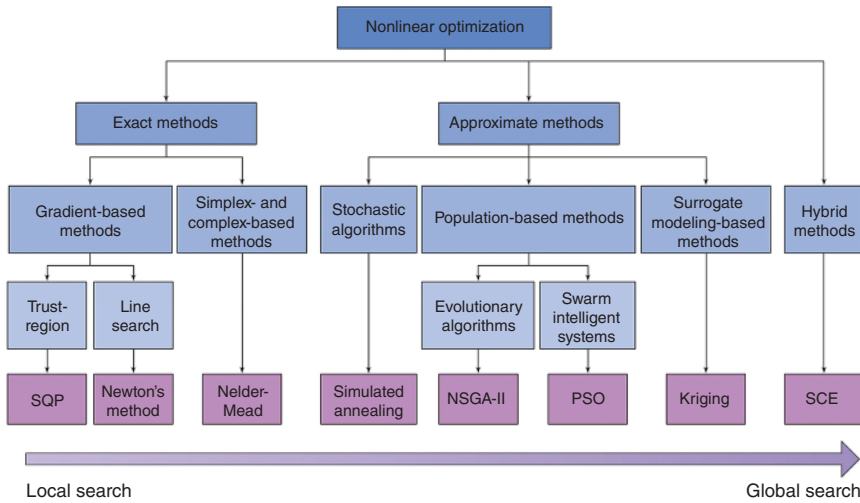 Nonlinear optimization
Exact methods
Approximate methods
Gradient-based
methods
Simplex- and
complex-based
methods
Stochastic
algorithms
Population-based methods
Surrogate
modeling-based
methods
Hybrid
methods
Trust-
region
Line
search
Evolutionary
algorithms
Swarm
intelligent
systems
SQP
Newton's
method
Nelder-
Mead
Simulated
annealing
NSGA-II
PSO
Kriging
SCE
Local search
Global search